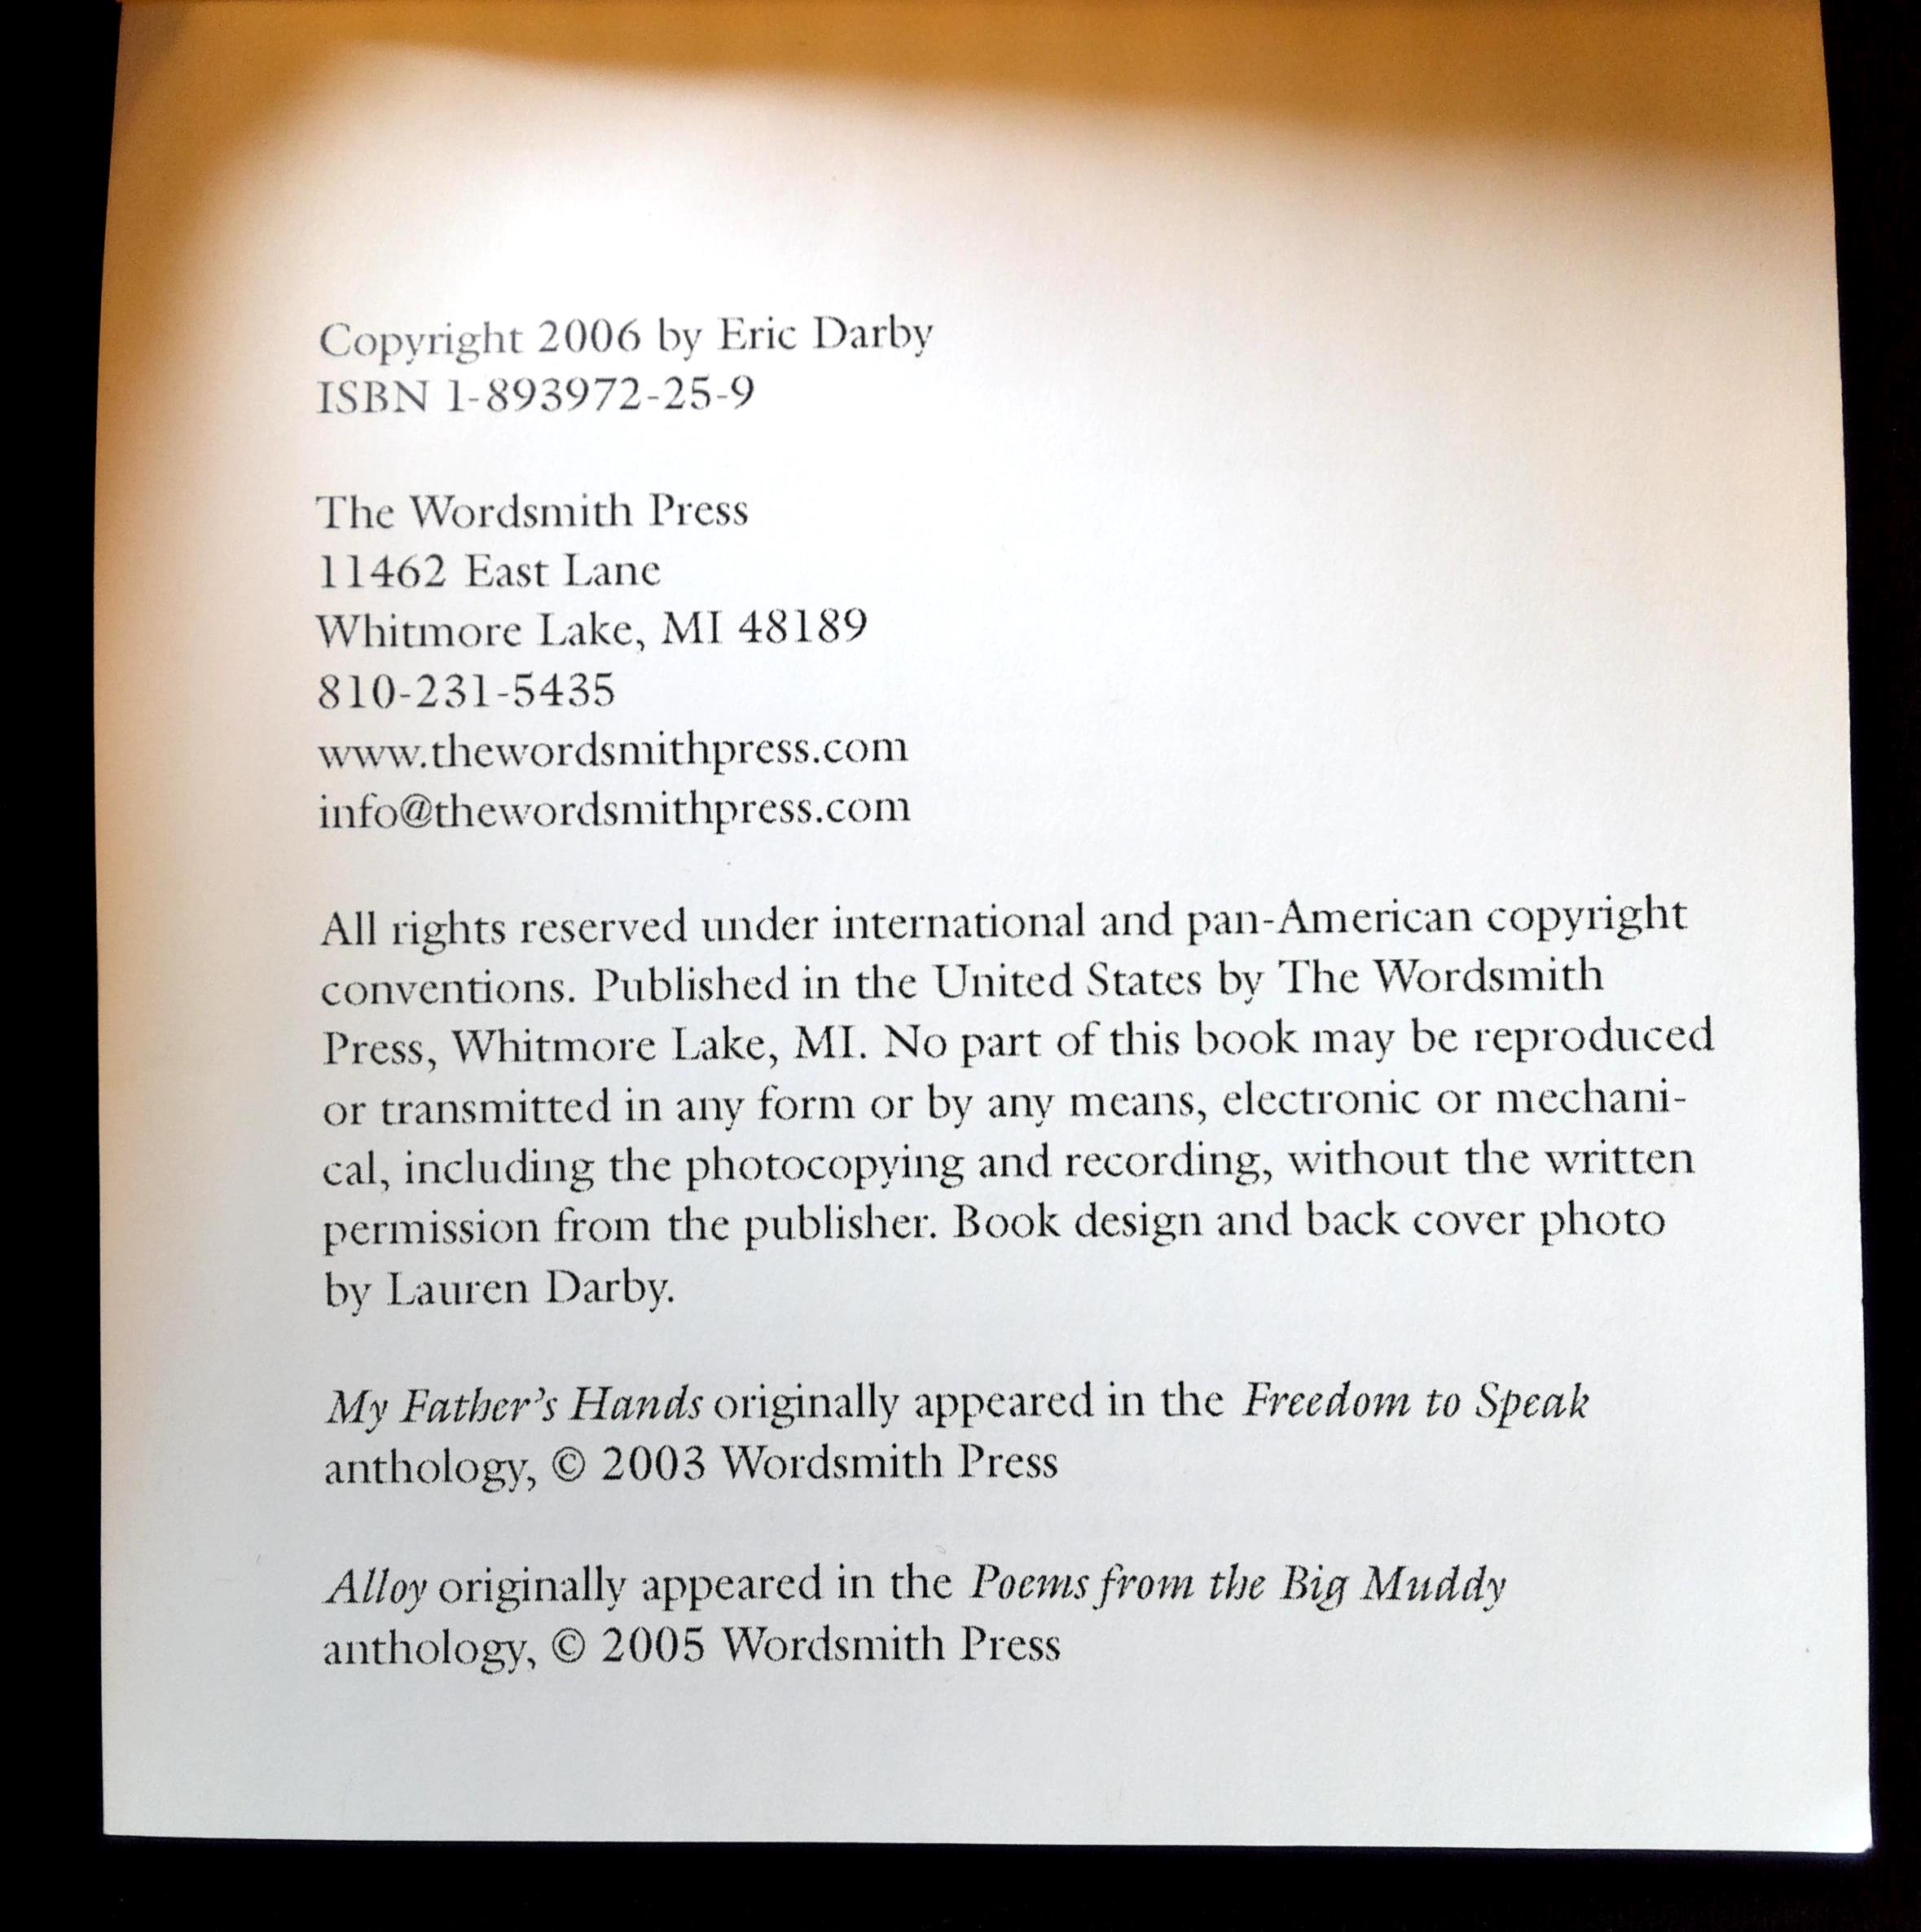 Copyright 2006 by Eric Darby
ISBN 1-893972-25-9
The Wordsmith Press
11462 East Lane
Whitmore Lake, MI 48189
810-231-5435
www.thewordsmithpress.com
info@thewordsmithpress.com
All rights reserved under international and pan-American copyright
conventions. Published in the United States by The Wordsmith
Press, Whitmore Lake, MI. No part of this book may be reproduced
or transmitted in any form or by any means, electronic or mechani-
cal, including the photocopying and recording, without the written
permission from the publisher. Book design and back cover photo
by Lauren Darby.
My Father's Hands originally appeared in the Freedom to Speak
anthology, © 2003 Wordsmith Press
Alloy originally appeared in the Poems from the Big Muddy
anthology, © 2005 Wordsmith Press